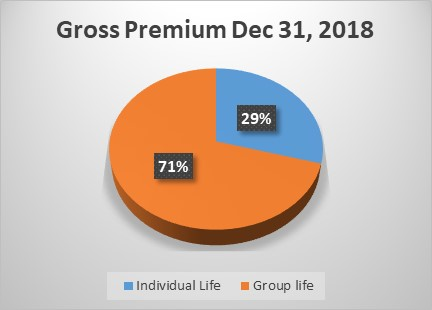 Gross Premium Dec 31, 2018
29%
71%
Individual Life Group life